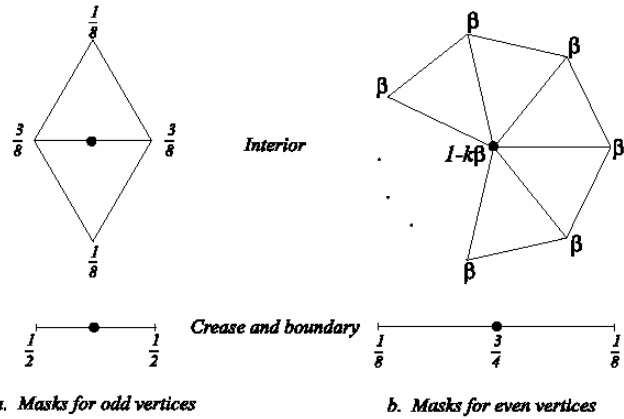 1/8
3/8
3/8
1/8
Interior
β
β
β
β
β
β
1-kβ
Crease and boundary
1/2
1/2
1/8
3/4
1/8
. Masks for odd vertices
b. Masks for even vertices